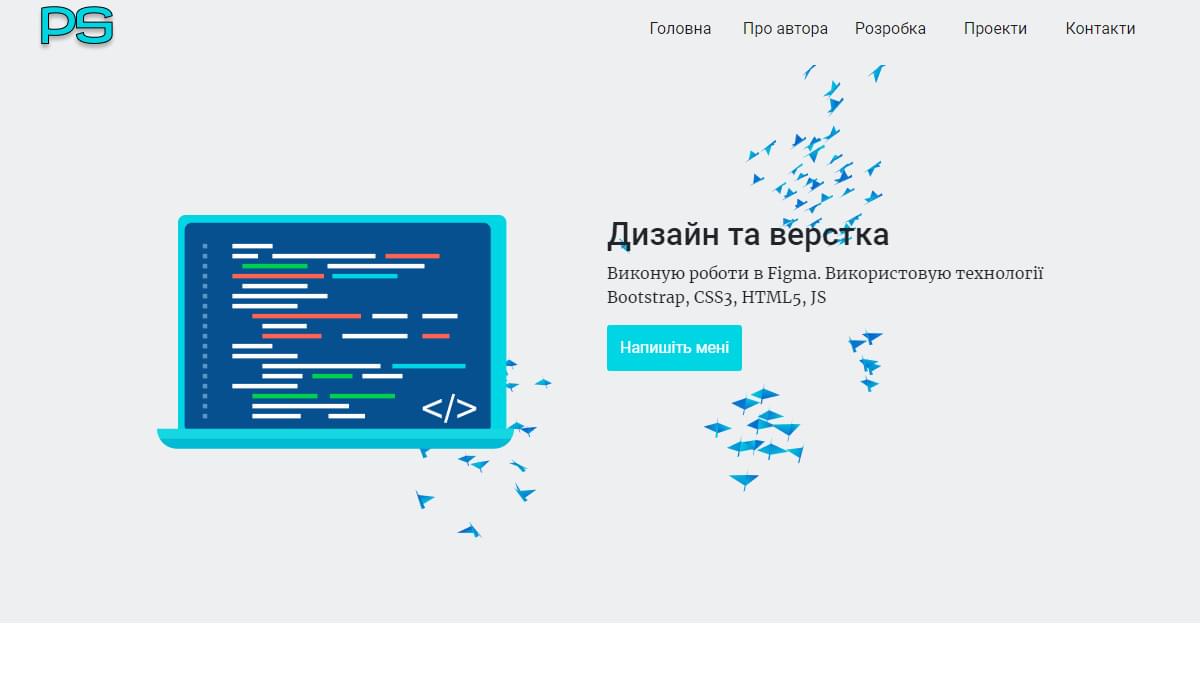 PS
Головна Про автора Розробка Проекти Контакти
Дизайн та верстка
Виконую роботи в Figma. Використовую технології
Bootstrap, CSS3, HTML5, JS
Напишіть мені
</>